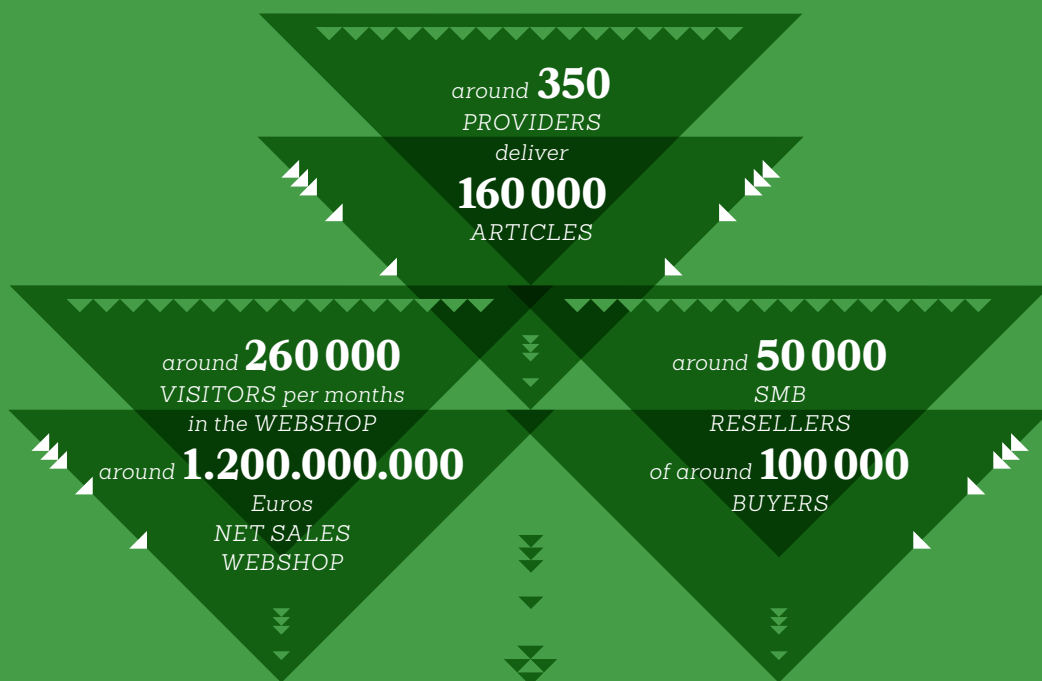 around 350
PROVIDERS
deliver
160 000
ARTICLES
around 260 000
VISITORS per months
in the WEBSHOP
around 1.200.000.000
Euros
NET SALES
WEBSHOP
around 50 000
SMB
RESELLERS
of around 100 000
BUYERS